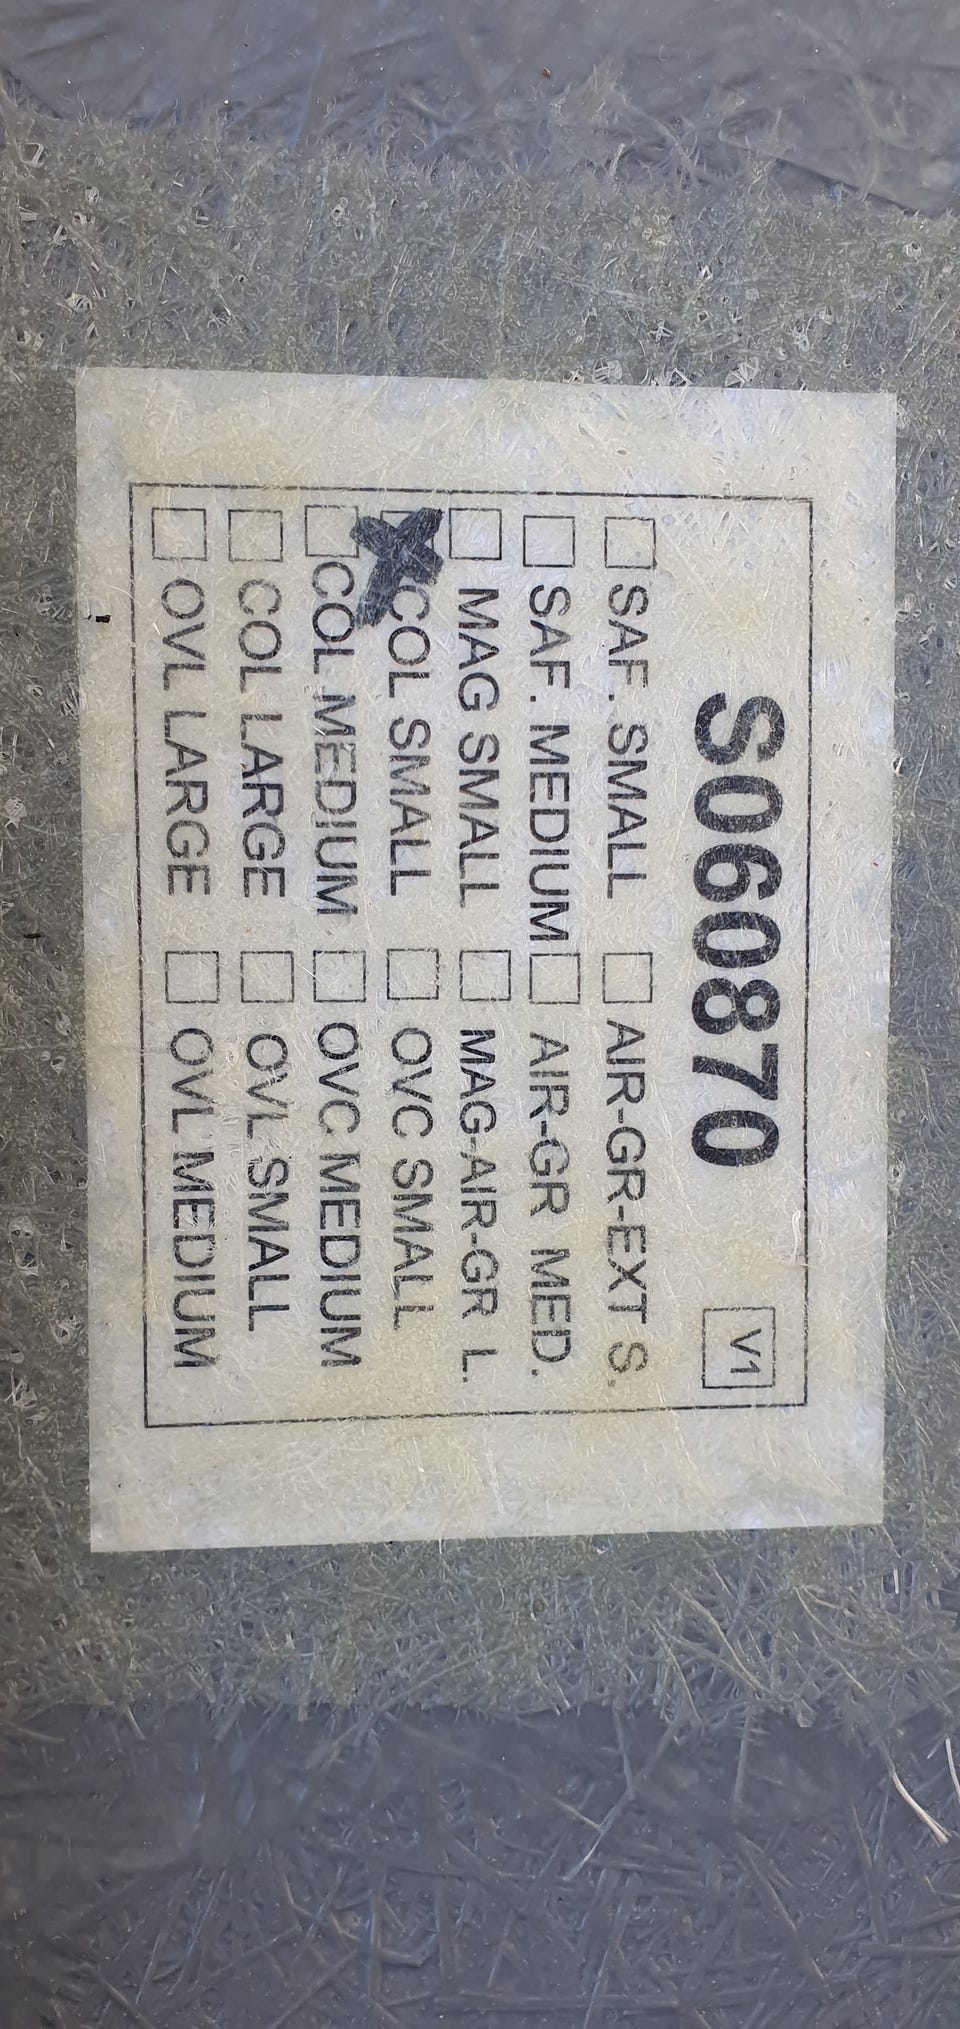 S060870 V1
SAF. SMALL AIR-GR-EXT S.
SAF. MEDIUM AIR-GR MED.
MAG SMALL MAG-AIR-GR L.
COL SMALL OVC SMALL
COL MEDIUM OVC MEDIUM
COL LARGE OVL SMALL
OVL LARGE OVL MEDIUM